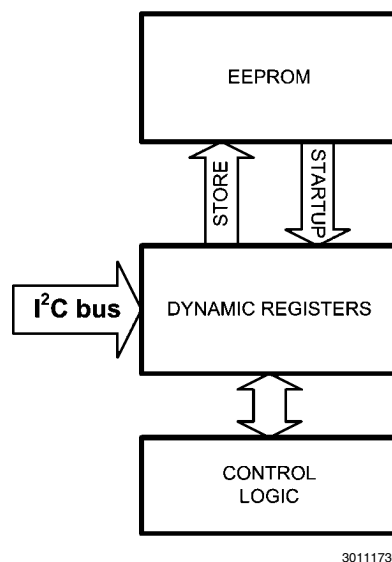 EEPROM
STORE
STARTUP
I²C bus
DYNAMIC REGISTERS
CONTROL
LOGIC
3011173